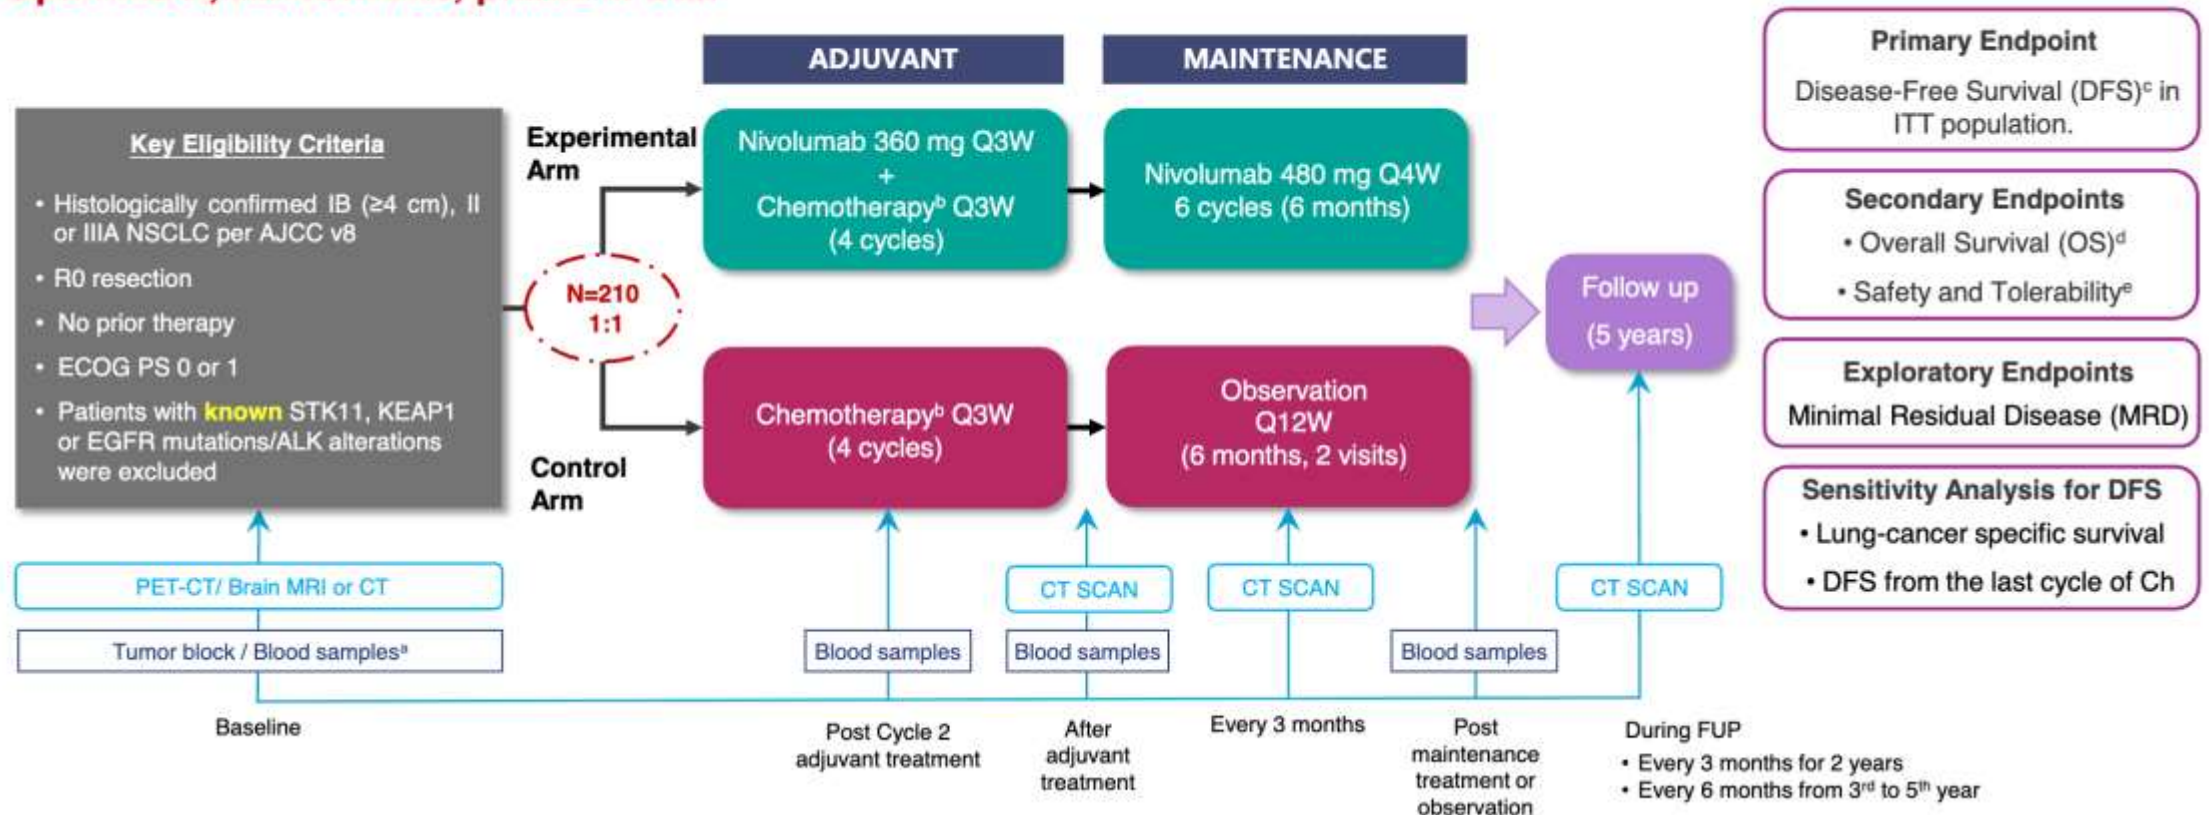 ADJUVANT
MAINTENANCE
Key Eligibility Criteria
• Histologically confirmed IB (≥4 cm), II
or IIIA NSCLC per AJCC v8
• R0 resection
• No prior therapy
• ECOG PS 0 or 1
• Patients with known STK11, KEAP1
or EGFR mutations/ALK alterations
were excluded
Experimental
Arm
N=210
1:1
Control
Arm
Nivolumab 360 mg Q3W
+
Chemotherapyᵇ Q3W
(4 cycles)
Nivolumab 480 mg Q4W
6 cycles (6 months)
Chemotherapyᵇ Q3W
(4 cycles)
Observation
Q12W
(6 months, 2 visits)
Follow up
(5 years)
Primary Endpoint
Disease-Free Survival (DFS)ᶜ in
ITT population.
Secondary Endpoints
• Overall Survival (OS)ᵈ
• Safety and Tolerabilityᵉ
Exploratory Endpoints
Minimal Residual Disease (MRD)
Sensitivity Analysis for DFS
• Lung-cancer specific survival
• DFS from the last cycle of Ch
PET-CT/ Brain MRI or CT
CT SCAN
CT SCAN
CT SCAN
Tumor block / Blood samplesᵃ
Blood samples
Blood samples
Blood samples
Baseline
Post Cycle 2
adjuvant treatment
After
adjuvant
treatment
Every 3 months
Post
maintenance
treatment or
observation
During FUP
• Every 3 months for 2 years
• Every 6 months from 3ʳᵈ to 5ᵗʰ year